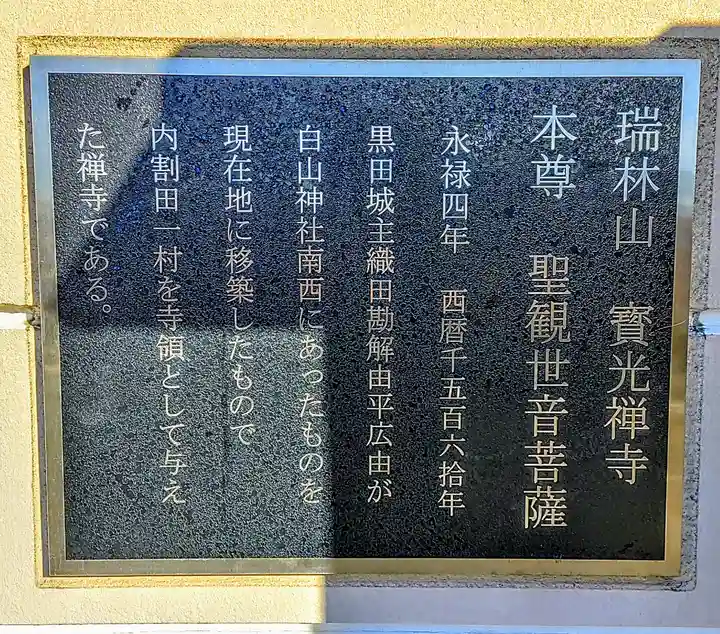 瑞林山　寳光禅寺
本尊　聖観世音菩薩
永禄四年　西暦千五百六拾年
黒田城主織田勘解由平広由が
白山神社南西にあったものを
現在地に移築したもので
内割田一村を寺領として与え
た禅寺である。